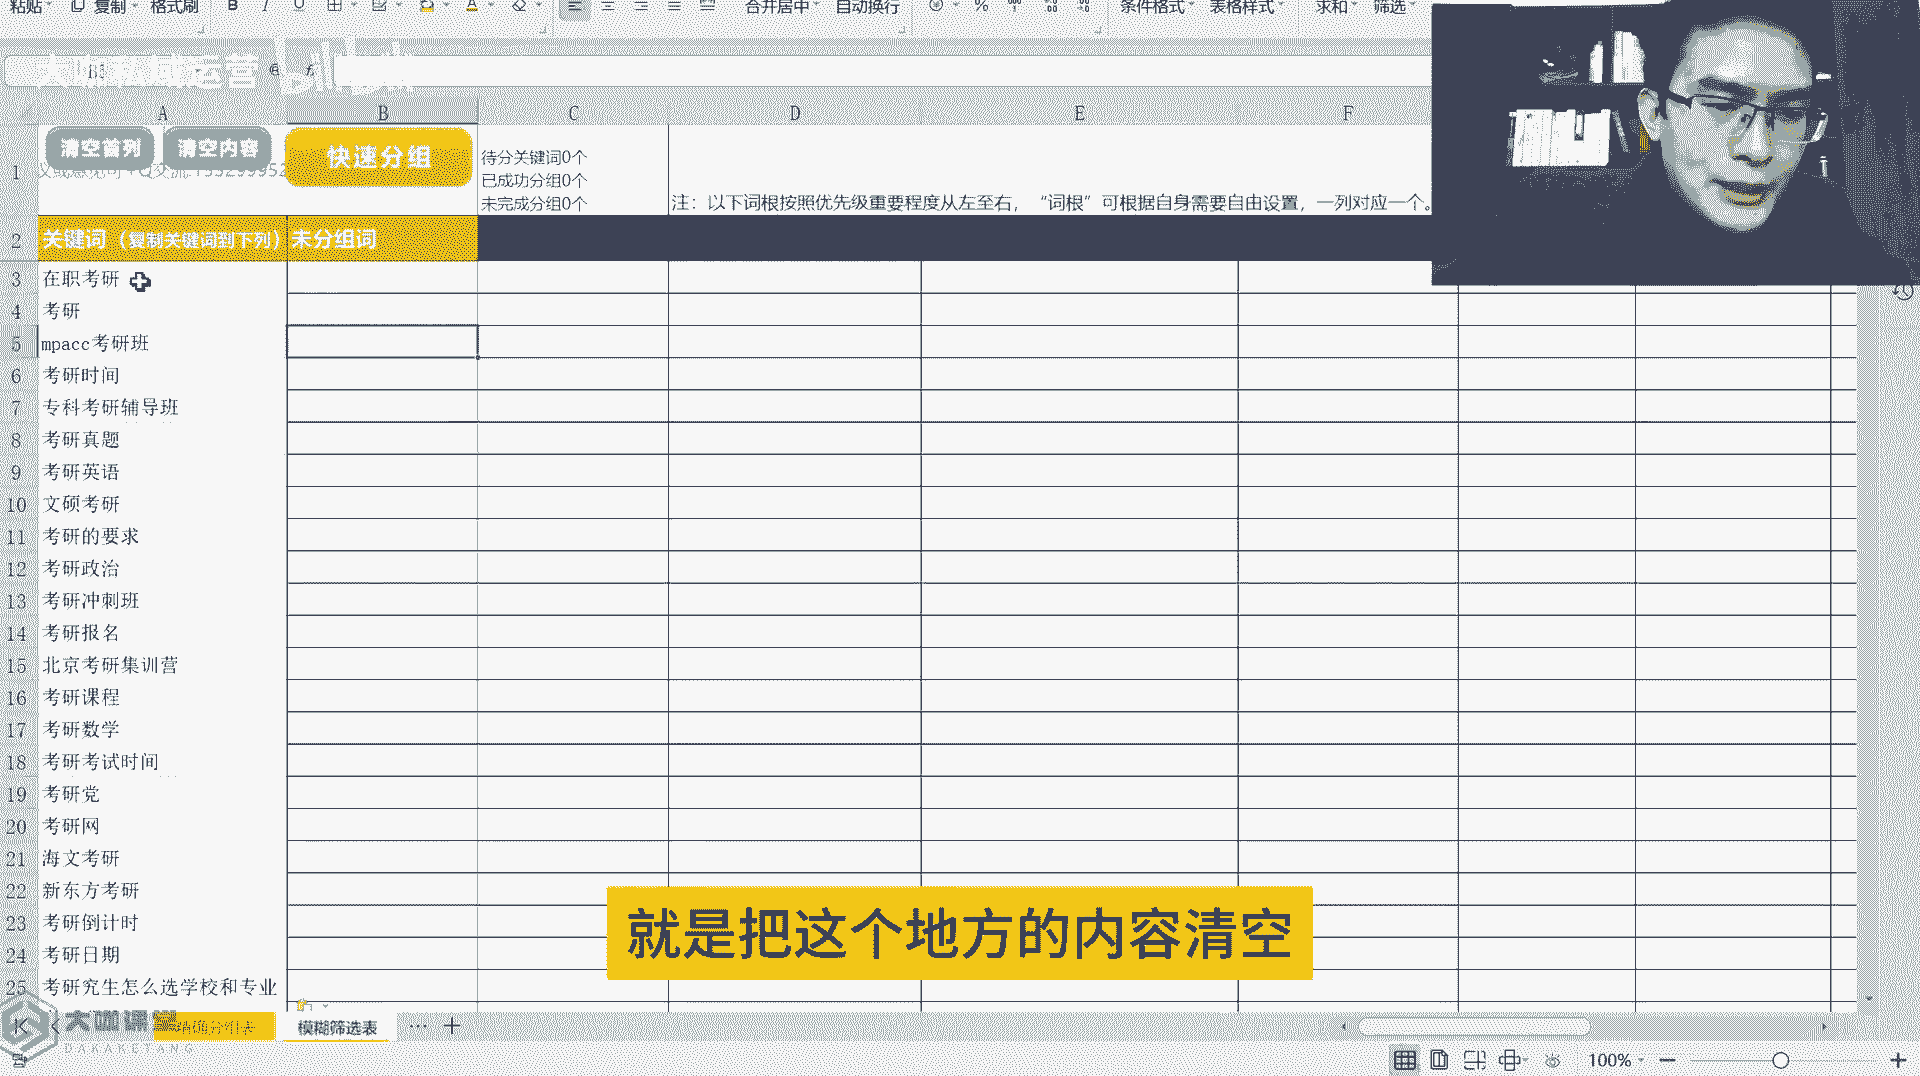 粘贴 复制 格式刷 B I U A 合并居中 自动换行 % 条件格式 表格样式 求和 筛选
大咖私域运营 bilibili
A B C D E F
清空首列 清空内容 快速分组
待分关键词0个
已成功分组0个
未完成分组0个
注：以下词根按照优先级重要程度从左至右，“词根”可根据自身需要自由设置，一列对应一个。
1
2 关键词（复制关键词到下列） 未分组词
3 在职考研
4 考研
5 mpacc考研班
6 考研时间
7 专科考研辅导班
8 考研真题
9 考研英语
10 文硕考研
11 考研的要求
12 考研政治
13 考研冲刺班
14 考研报名
15 北京考研集训营
16 考研课程
17 考研数学
18 考研考试时间
19 考研党
20 考研网
21 海文考研
22 新东方考研
23 考研倒计时
24 考研日期
25 考研究生怎么选学校和专业
就是把这个地方的内容清空
大咖课堂
DAKAKETANG
精确分组表 模糊筛选表
100%